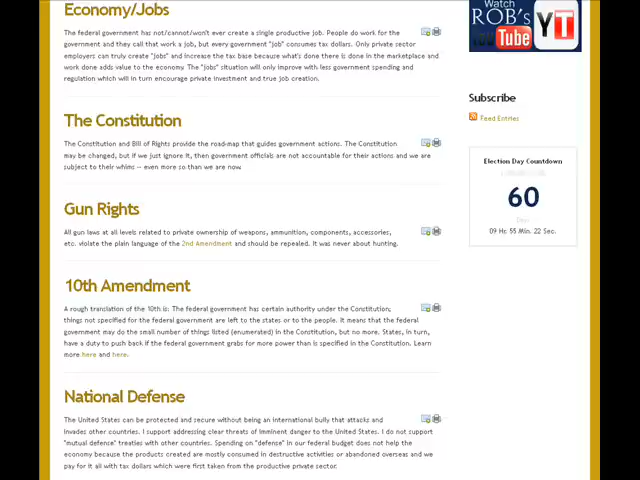 Economy/Jobs
The federal government has not/cannot/won't ever create a single productive job. People do work for the
government and they call that work a job, but every government "job" consumes tax dollars. Only private sector
employers can truly create "jobs" and increase the tax base because what's done there is done in the marketplace and
work done adds value to the economy. The "jobs" situation will only improve with less government spending and
regulation which will in turn encourage private investment and true job creation.
The Constitution
The Constitution and Bill of Rights provide the road-map that guides government actions. The Constitution
may be changed, but if we just ignore it, then government officials are not accountable for their actions and we are
subject to their whims -- even more so than we are now.
Gun Rights
All gun laws at all levels related to private ownership of weapons, ammunition, components, accessories,
etc. violate the plain language of the 2nd Amendment and should be repealed. It was never about hunting.
10th Amendment
A rough translation of the 10th is: The federal government has certain authority under the Constitution;
things not specified for the federal government are left to the states or to the people. It means that the federal
government may do the small number of things listed (enumerated) in the Constitution, but no more. States, in turn,
have a duty to push back if the federal government grabs for more power than is specified in the Constitution. Learn
more here and here.
National Defense
The United States can be protected and secure without being an international bully that attacks and
invades other countries. I support addressing clear threats of imminent danger to the United States. I do not support
"mutual defense" treaties with other countries. Spending on "defense" in our federal budget does not help the
economy because the products created are mostly consumed in destructive activities or abandoned overseas and we
pay for it all with tax dollars which were first taken from the productive private sector.
Watch
ROB's
YouTube
YT
Subscribe
Feed Entries
Election Day Countdown
60
09 Hr. 55 Min. 22 Sec.